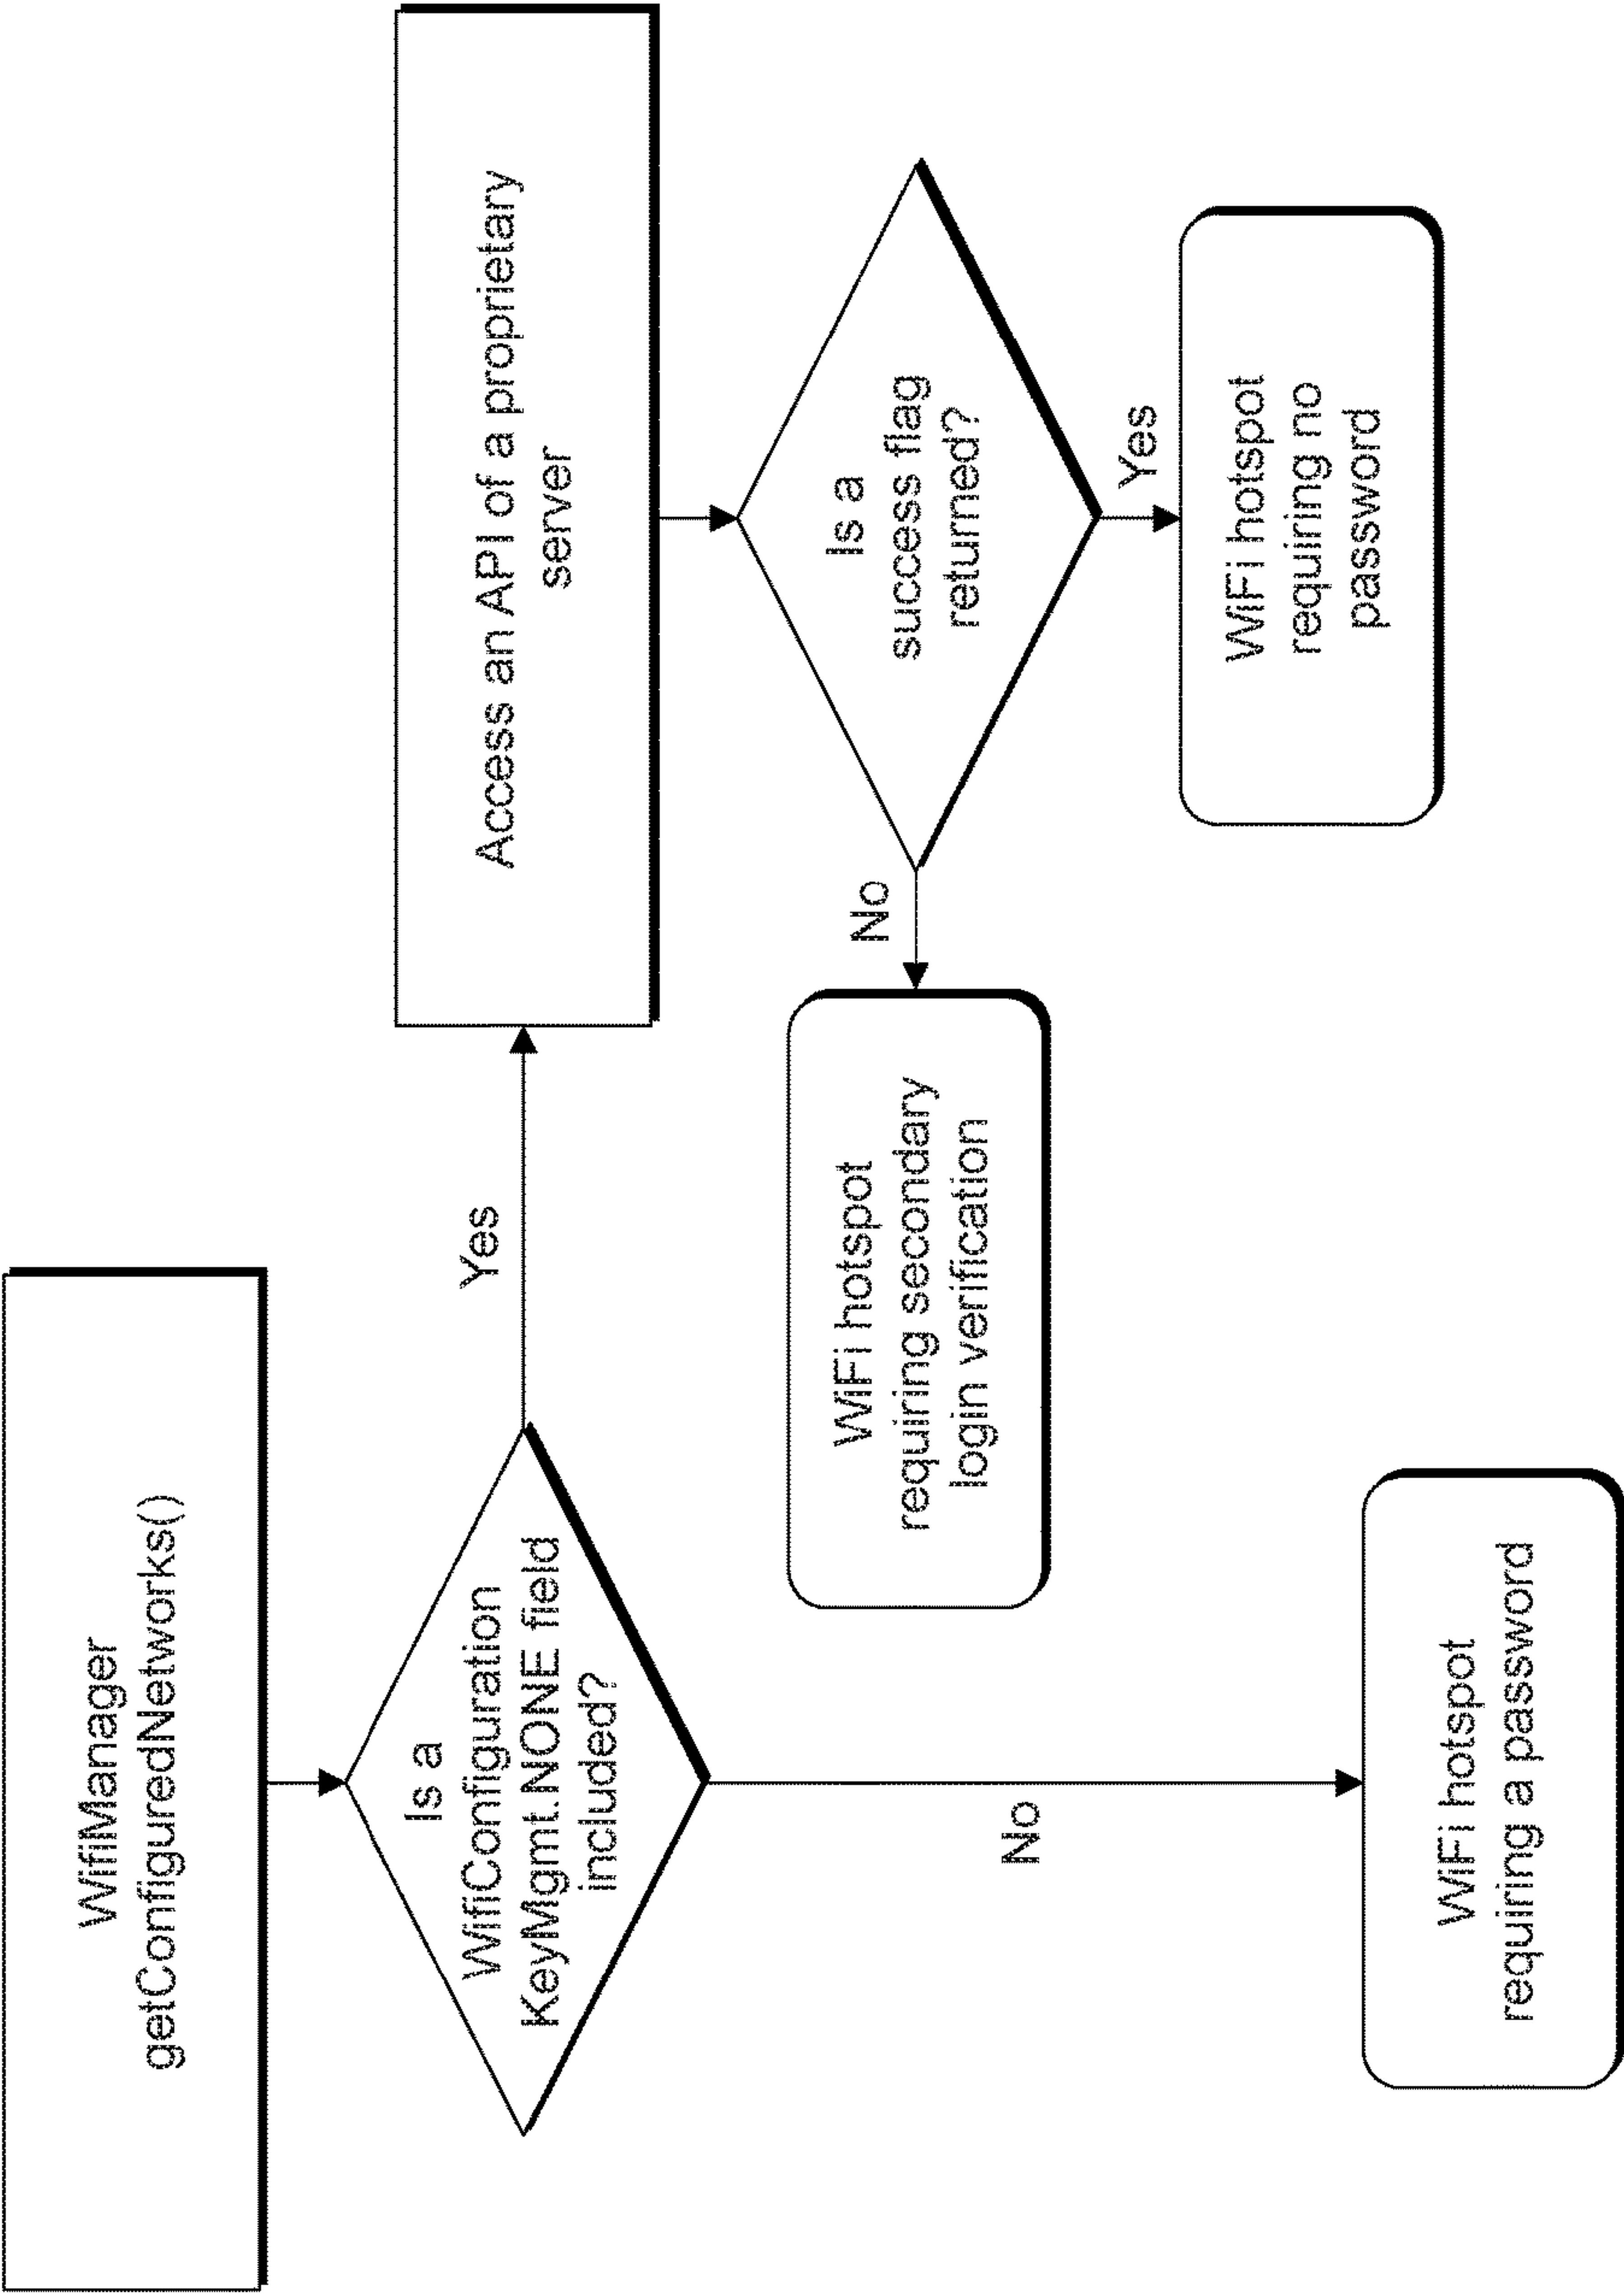 WifiManager
getConfiguredNetworks()
Is a
WifiConfiguration
KeyMgmt.NONE field
included?
Yes
Access an API of a proprietary
server
Is a
success flag
returned?
No
WiFi hotspot
requiring secondary
login verification
Yes
WiFi hotspot
requiring no
password
No
WiFi hotspot
requiring a password